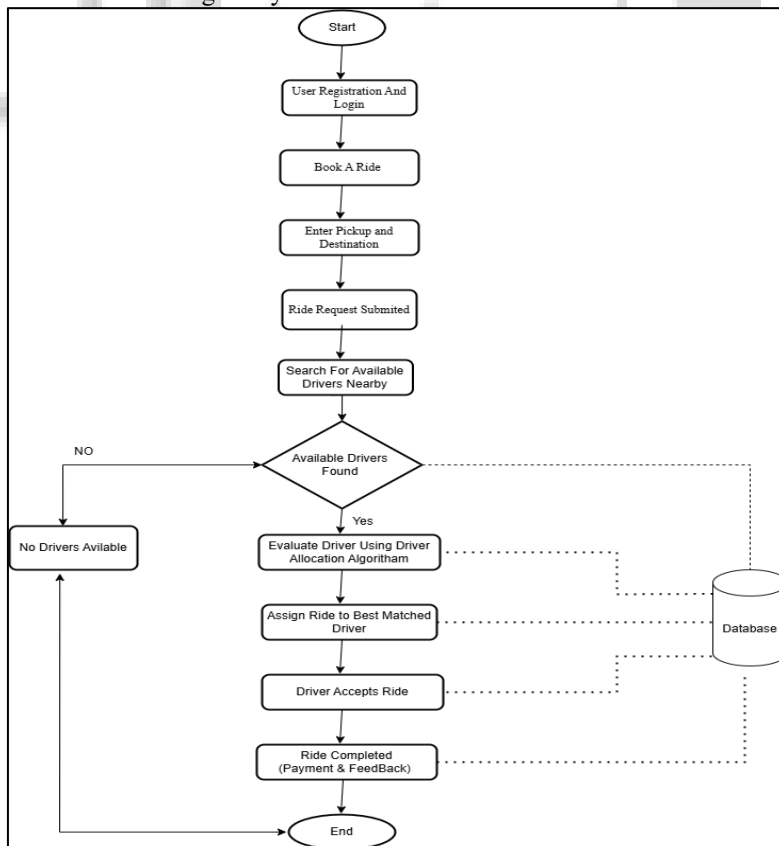 Start
User Registration And
Login
Book A Ride
Enter Pickup and
Destination
Ride Request Submited
Search For Available
Drivers Nearby
NO
Available Drivers
Found
Yes
No Drivers Avilable
Evaluate Driver Using Driver
Allocation Algoritham
Assign Ride to Best Matched
Driver
Database
Driver Accepts Ride
Ride Completed
(Payment & FeedBack)
End